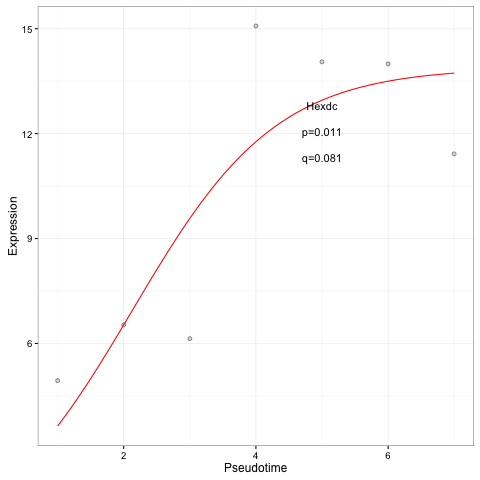 15
12
9
6
Expression
Hexdc
p=0.011
q=0.081
2
4
6
Pseudotime